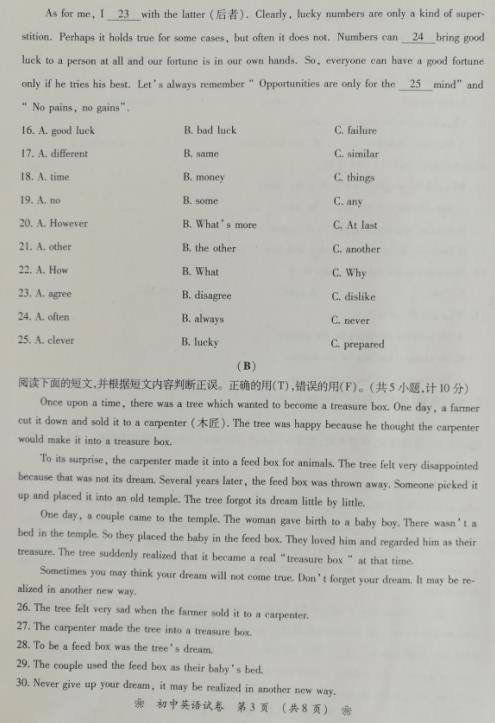 As for me, I 23 with the latter (后者). Clearly, lucky numbers are only a kind of super-
stition. Perhaps it holds true for some cases, but often it does not. Numbers can 24 bring good
luck to a person at all and our fortune is in our own hands. So, everyone can have a good fortune
only if he tries his best. Let's always remember “ Opportunities are only for the 25 mind” and
“ No pains, no gains”.
16. A. good luck B. bad luck C. failure
17. A. different B. same C. similar
18. A. time B. money C. things
19. A. no B. some C. any
20. A. However B. What's more C. At last
21. A. other B. the other C. another
22. A. How B. What C. Why
23. A. agree B. disagree C. dislike
24. A. often B. always C. never
25. A. clever B. lucky C. prepared
(B)
阅读下面的短文,并根据短文内容判断正误。正确的用(T),错误的用(F)。(共5小题,计10分)
Once upon a time, there was a tree which wanted to become a treasure box. One day, a farmer
cut it down and sold it to a carpenter (木匠). The tree was happy because he thought the carpenter
would make it into a treasure box.
To its surprise, the carpenter made it into a feed box for animals. The tree felt very disappointed
because that was not its dream. Several years later, the feed box was thrown away. Someone picked it
up and placed it into an old temple. The tree forgot its dream little by little.
One day, a couple came to the temple. The woman gave birth to a baby boy. There wasn't a
bed in the temple. So they placed the baby in the feed box. They loved him and regarded him as their
treasure. The tree suddenly realized that it became a real “treasure box ” at that time.
Sometimes you may think your dream will not come true. Don't forget your dream. It may be re-
alized in another new way.
26. The tree felt very sad when the farmer sold it to a carpenter.
27. The carpenter made the tree into a treasure box.
28. To be a feed box was the tree's dream.
29. The couple used the feed box as their baby's bed.
30. Never give up your dream, it may be realized in another new way.
初中英语试卷 第3页 (共8页)